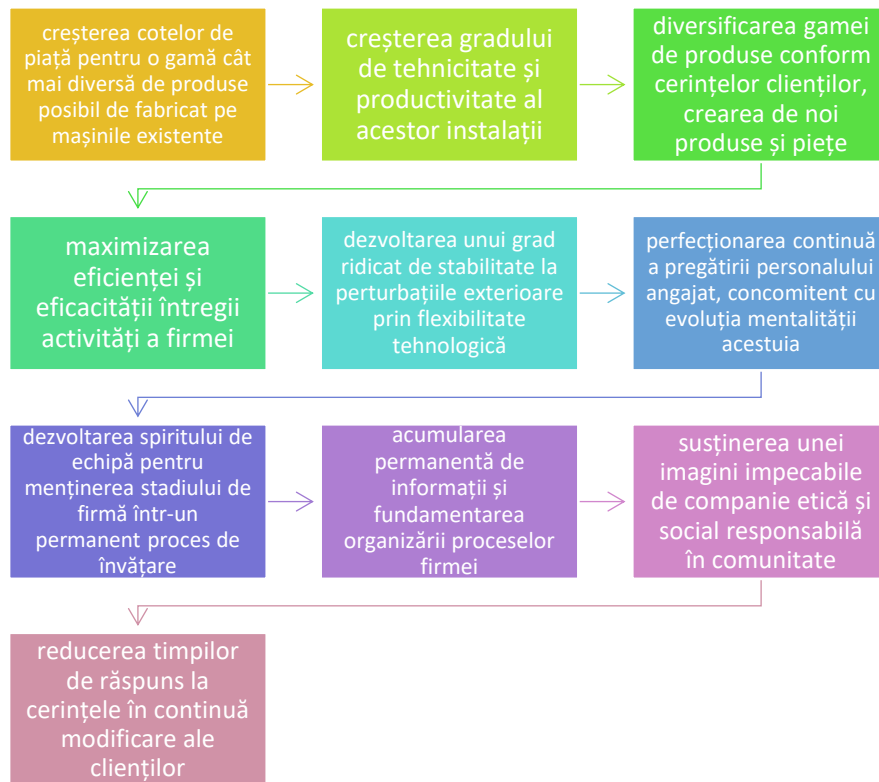 creșterea cotelor de
piață pentru o gamă cât
mai diversă de produse
posibil de fabricat pe
mașinile existente
creșterea gradului
de tehnicitate și
productivitate al
acestor instalații
diversificarea gamei
de produse conform
cerințelor clienților,
crearea de noi
produse și piețe
maximizarea
eficienței și
eficacității întregii
activități a firmei
dezvoltarea unui grad
ridicat de stabilitate la
perturbațiile exterioare
prin flexibilitate
tehnologică
perfecționarea continuă
a pregătirii personalului
angajat, concomitent cu
evoluția mentalității
acestuia
dezvoltarea spiritului de
echipă pentru
menținerea stadiului de
firmă într-un
permanent proces de
învățare
acumularea
permanentă de
informații și
fundamentarea
organizării proceselor
firmei
susținerea unei
imagini impecabile
de companie etică și
social responsabilă
în comunitate
reducerea timpilor
de răspuns la
cerințele în continuă
modificare ale
clienților